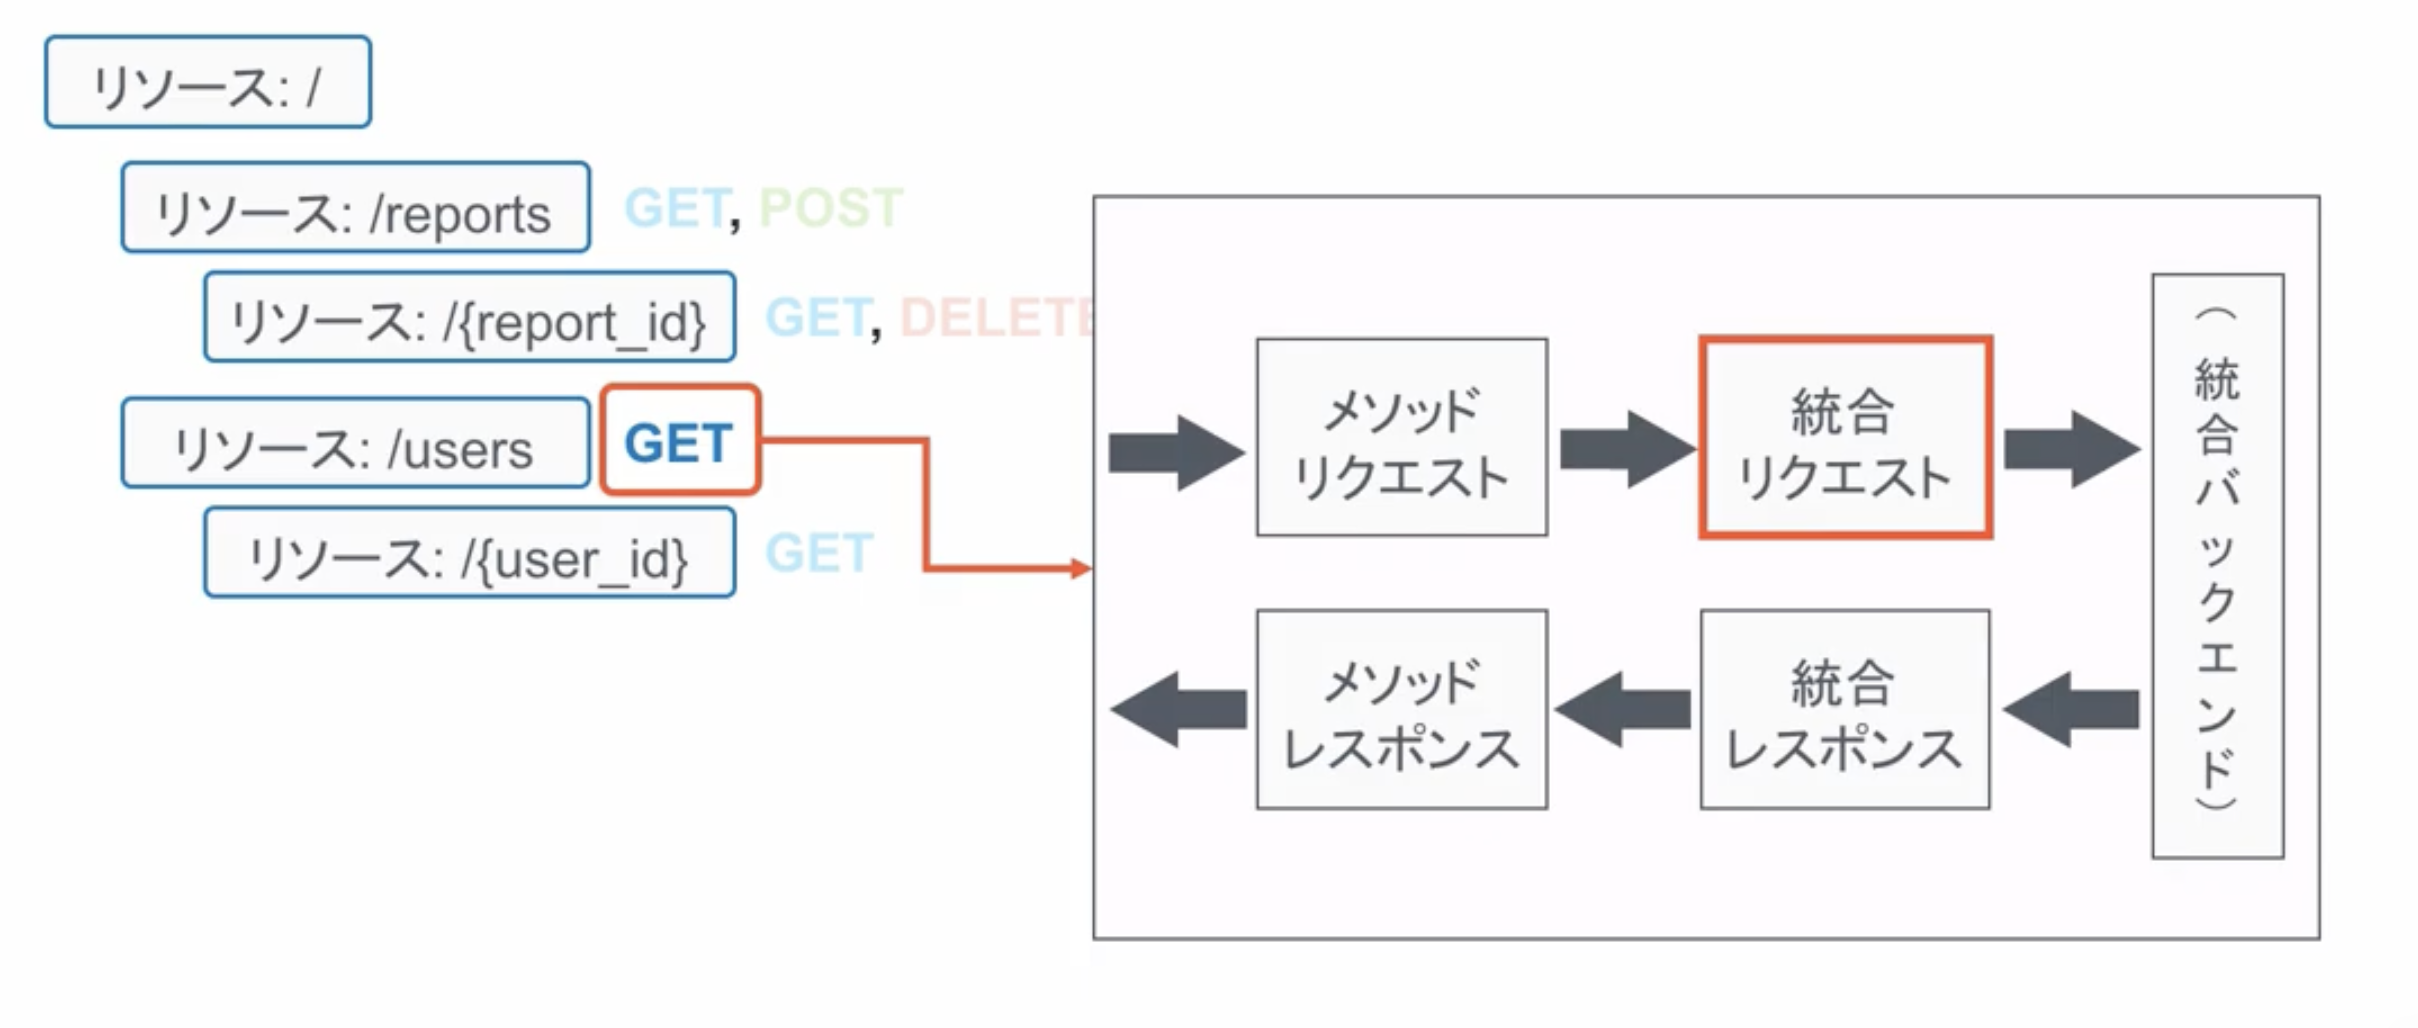 リソース: /
リソース: /reports
GET, POST
リソース: /{report_id}
GET, DELETE
リソース: /users
GET
リソース: /{user_id}
GET
メソッド
リクエスト
統合
リクエスト
メソッド
レスポンス
統合
レスポンス
（統合バックエンド）